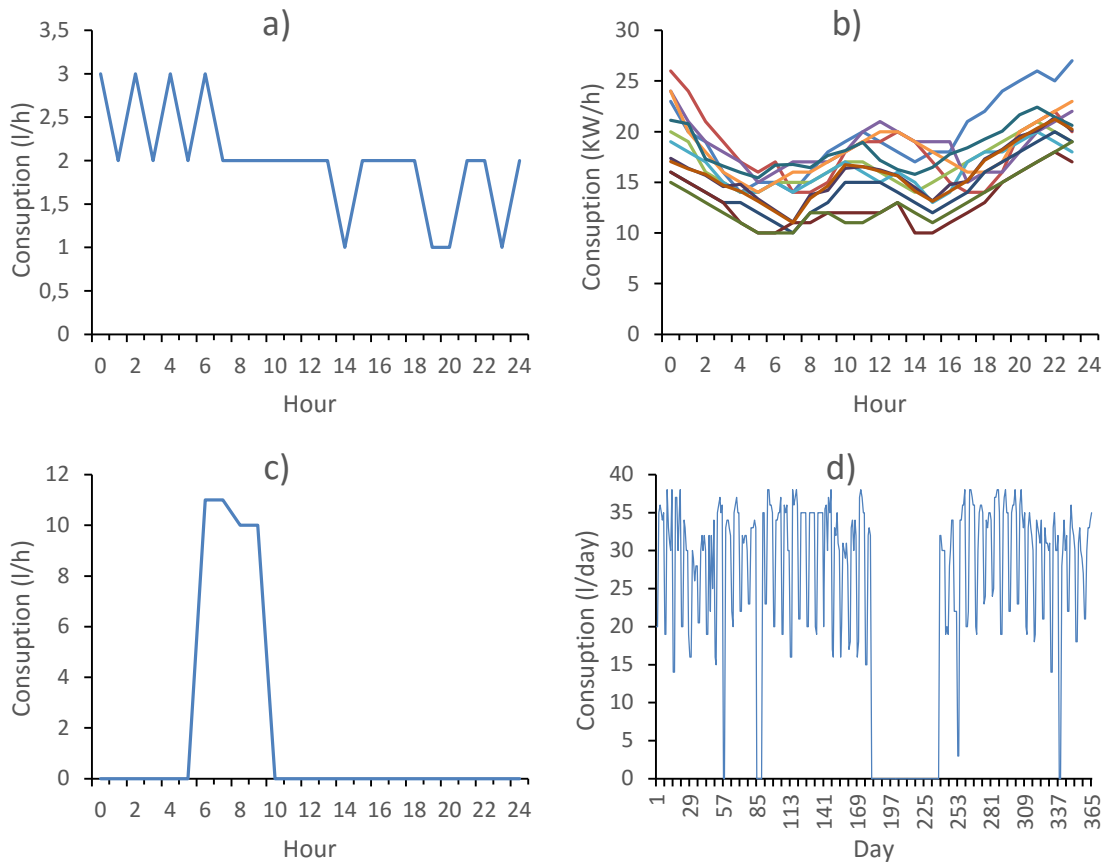 a)
Consuption (l/h)
3,5
3
2,5
2
1,5
1
0,5
0
0 2 4 6 8 10 12 14 16 18 20 22 24
Hour
b)
Consuption (KW/h)
30
25
20
15
10
5
0
0 2 4 6 8 10 12 14 16 18 20 22 24
Hour
c)
Consuption (l/h)
12
10
8
6
4
2
0
0 2 4 6 8 10 12 14 16 18 20 22 24
Hour
d)
Consuption (l/day)
40
35
30
25
20
15
10
5
0
1 29 57 85 113 141 169 197 225 253 281 309 337 365
Day